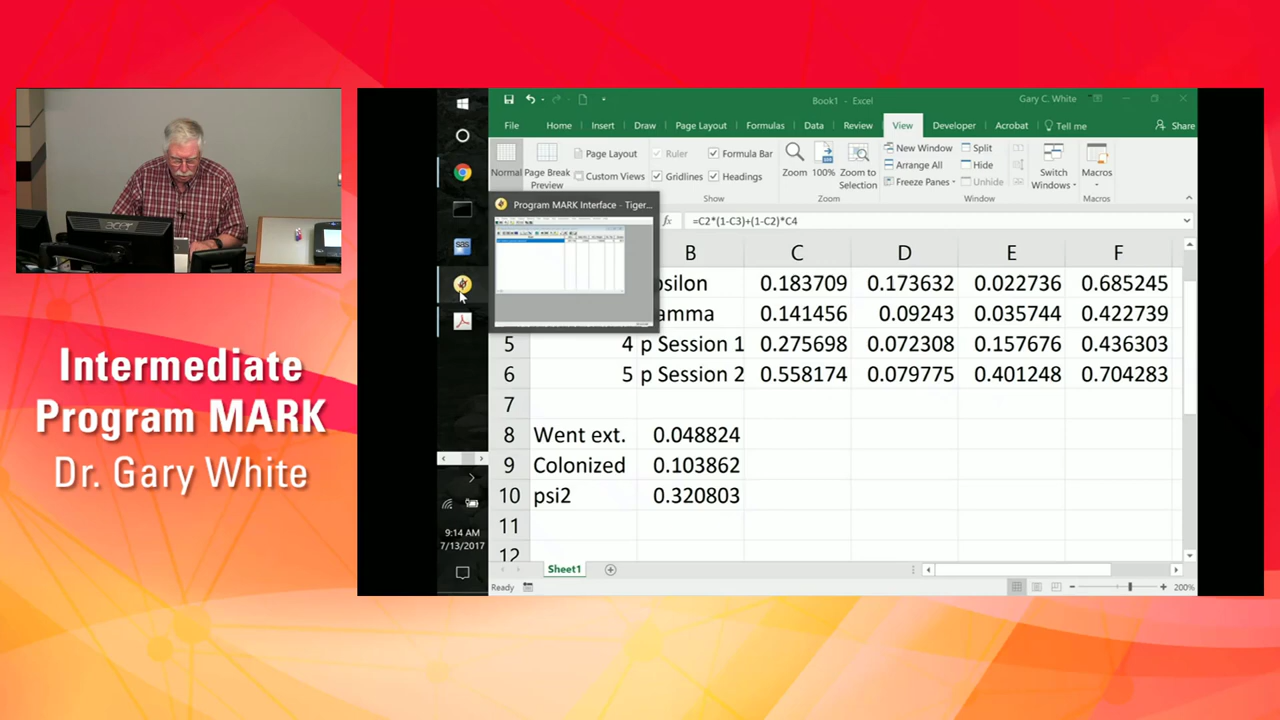 Intermediate
Program MARK
Dr. Gary White
acer
Book1 - Excel
Gary C. White
File Home Insert Draw Page Layout Formulas Data Review View Developer Acrobat Tell me Share
Normal
Page Break
Preview
Page Layout
Custom Views
Ruler
Formula Bar
Gridlines
Headings
Show
Zoom
100%
Zoom to
Selection
Zoom
New Window
Arrange All
Freeze Panes
Split
Hide
Unhide
Switch
Windows
Window
Macros
Macros
Program MARK Interface - Tiger...
fx =C2*(1-C3)+(1-C2)*C4
B C D E F
psilon 0.183709 0.173632 0.022736 0.685245
amma 0.141456 0.09243 0.035744 0.422739
5 4 p Session 1 0.275698 0.072308 0.157676 0.436303
6 5 p Session 2 0.558174 0.079775 0.401248 0.704283
7
8 Went ext. 0.048824
9 Colonized 0.103862
10 psi2 0.320803
11
12
Sheet1
Ready
200%
sas
9:14 AM
7/13/2017